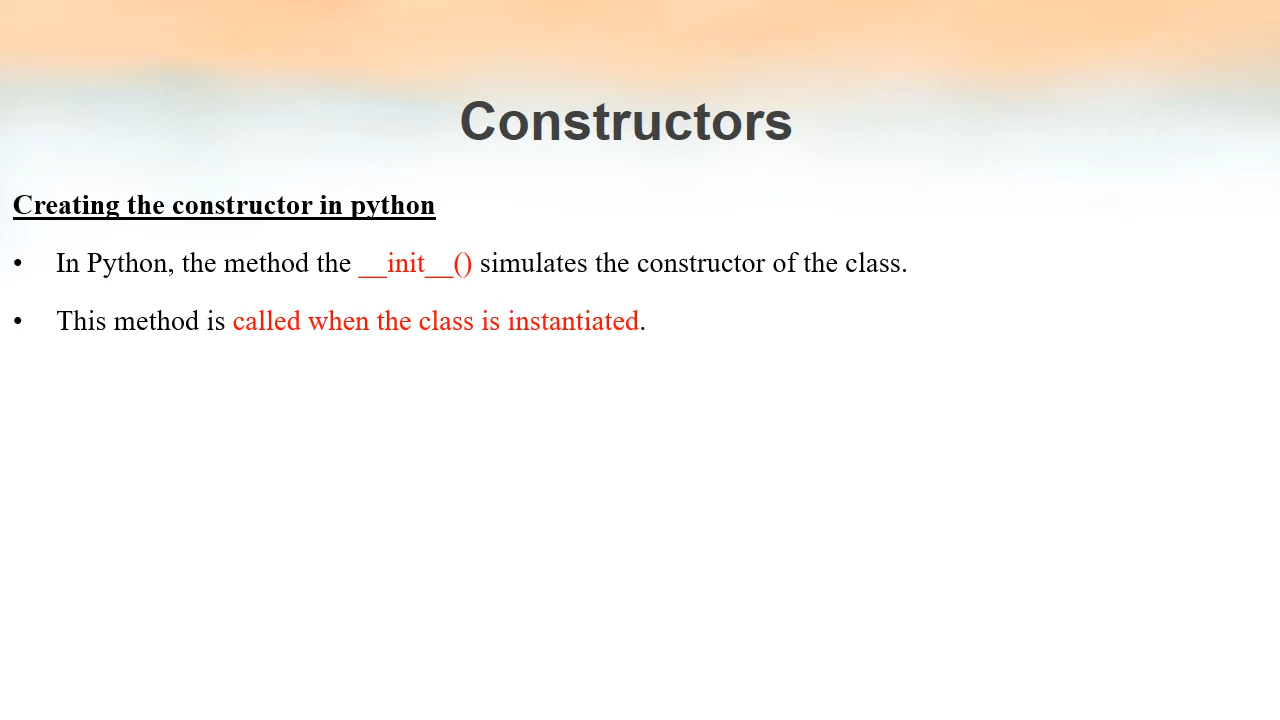 Constructors
Creating the constructor in python
• In Python, the method the __init__() simulates the constructor of the class.
• This method is called when the class is instantiated.